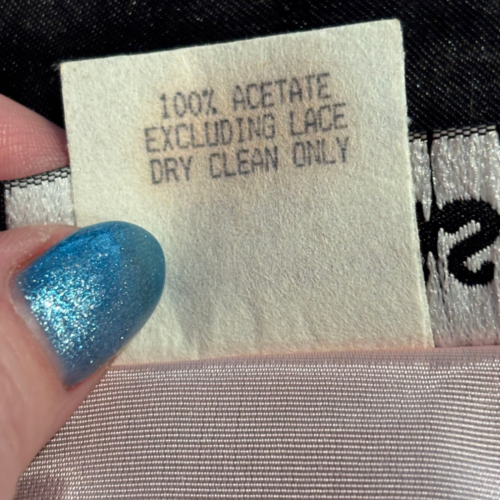 100% ACETATE
EXCLUDING LACE
DRY CLEAN ONLY